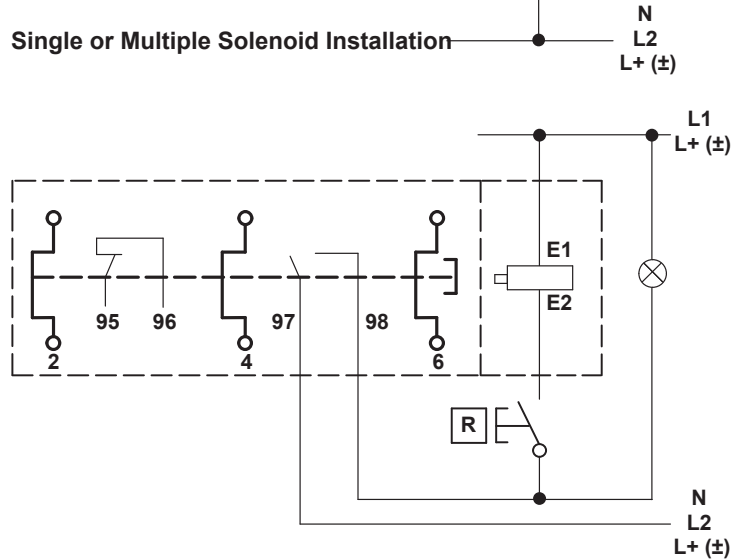 N
Single or Multiple Solenoid Installation
L2
L+ (±)
L1
L+ (±)
E1
E2
95 96 97 98
2 4 6
R
N
L2
L+ (±)